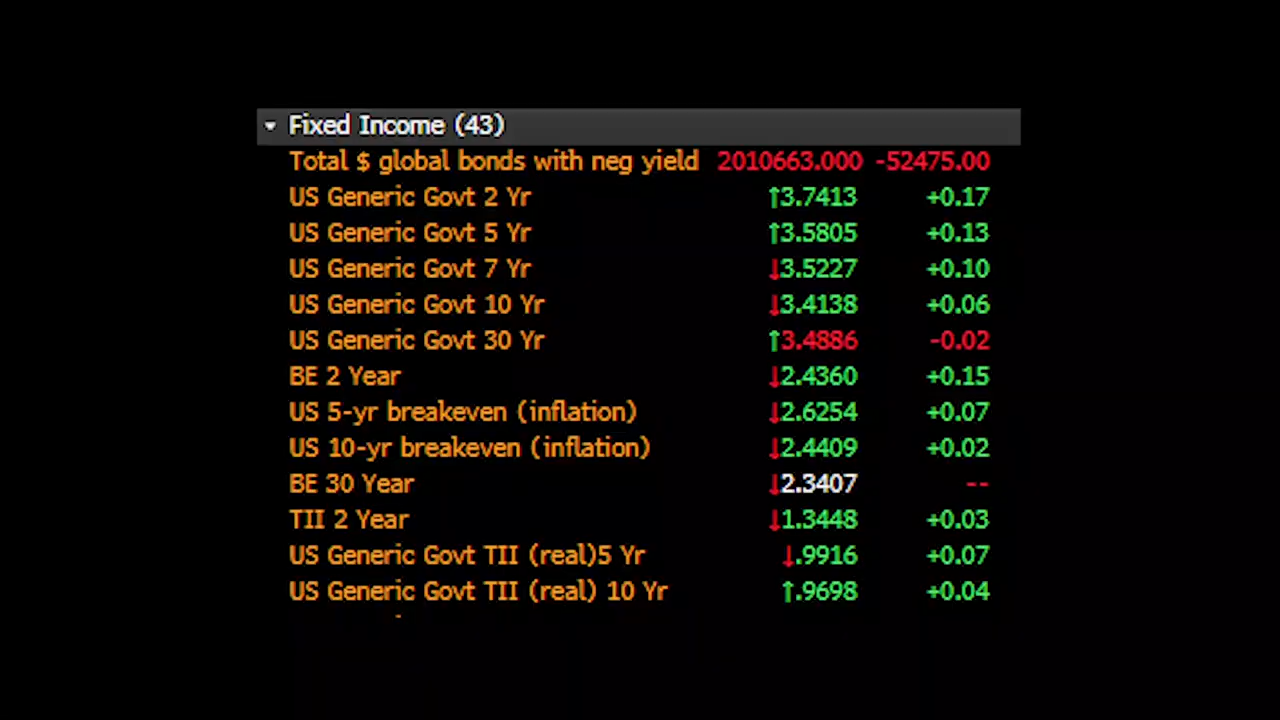 Fixed Income (43)
Total $ global bonds with neg yield 2010663.000 -52475.00
US Generic Govt 2 Yr ↑3.7413 +0.17
US Generic Govt 5 Yr ↑3.5805 +0.13
US Generic Govt 7 Yr ↓3.5227 +0.10
US Generic Govt 10 Yr ↓3.4138 +0.06
US Generic Govt 30 Yr ↑3.4886 -0.02
BE 2 Year ↓2.4360 +0.15
US 5-yr breakeven (inflation) ↓2.6254 +0.07
US 10-yr breakeven (inflation) ↓2.4409 +0.02
BE 30 Year ↓2.3407 --
TII 2 Year ↓1.3448 +0.03
US Generic Govt TII (real)5 Yr ↓.9916 +0.07
US Generic Govt TII (real) 10 Yr ↑.9698 +0.04